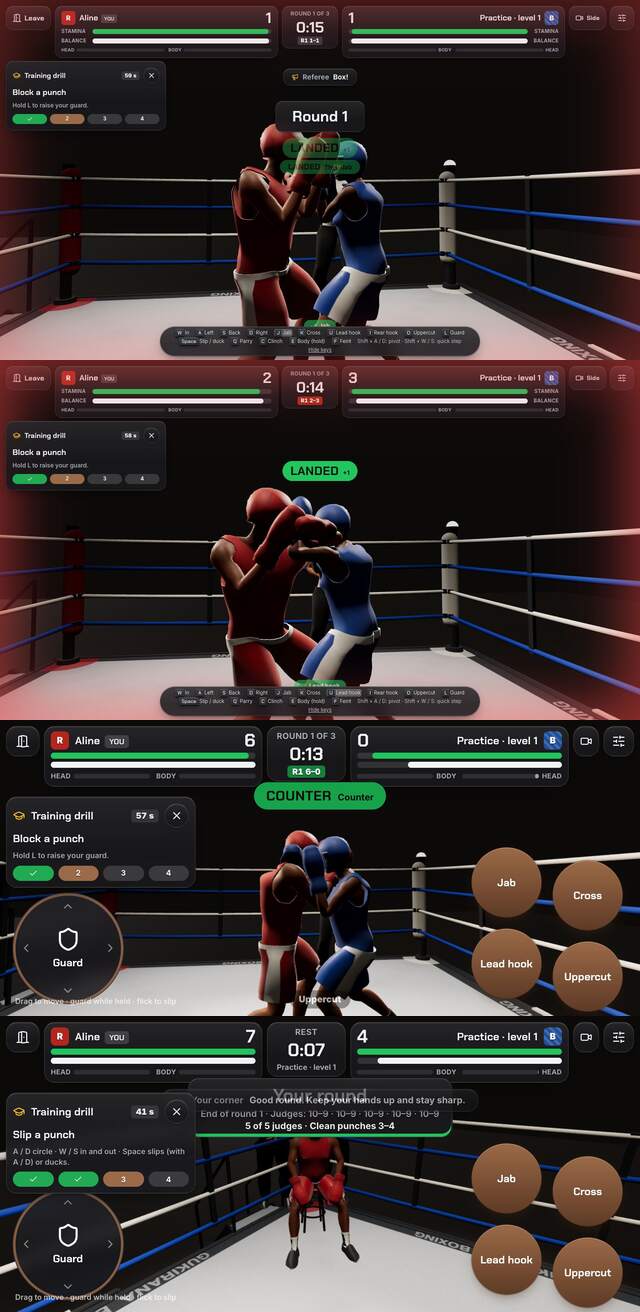 Leave
R Aline YOU 1
STAMINA
BALANCE
HEAD BODY
ROUND 1 OF 3
0:15
R1 1–1
1 Practice · level 1 B
STAMINA
BALANCE
BODY HEAD
Side
Training drill 59 s
Block a punch
Hold L to raise your guard.
2 3 4
Referee Box!
Round 1
LANDED +1
LANDED
W In A Left S Back D Right J Jab K Cross U Lead hook I Rear hook O Uppercut L Guard
Space Slip / duck Q Parry C Clinch E Body (hold) F Feint Shift + A / D: pivot · Shift + W / S: quick step
Hide keys
Leave
R Aline YOU 2
STAMINA
BALANCE
HEAD BODY
ROUND 1 OF 3
0:14
R1 2–3
3 Practice · level 1 B
STAMINA
BALANCE
BODY HEAD
Side
Training drill 58 s
Block a punch
Hold L to raise your guard.
2 3 4
LANDED +1
Lead hook
W In A Left S Back D Right J Jab K Cross U Lead hook I Rear hook O Uppercut L Guard
Space Slip / duck Q Parry C Clinch E Body (hold) F Feint Shift + A / D: pivot · Shift + W / S: quick step
Hide keys
R Aline YOU 6
HEAD BODY
ROUND 1 OF 3
0:13
R1 6–0
0 Practice · level 1 B
BODY HEAD
COUNTER Counter
Training drill 57 s
Block a punch
Hold L to raise your guard.
2 3 4
Guard
Drag to move · guard while held · flick to slip
Uppercut
Jab
Cross
Lead hook
Uppercut
R Aline YOU 7
HEAD BODY
REST
0:07
Practice · level 1
4 Practice · level 1 B
BODY HEAD
Your round
Your corner Good round. Keep your hands up and stay sharp.
End of round 1 · Judges: 10–9 · 10–9 · 10–9 · 10–9 · 10–9
5 of 5 judges · Clean punches 3–4
Training drill 41 s
Slip a punch
A / D circle · W / S in and out · Space slips (with
A / D) or ducks.
3 4
Guard
Drag to move · guard while held · flick to slip
Jab
Cross
Lead hook
Uppercut